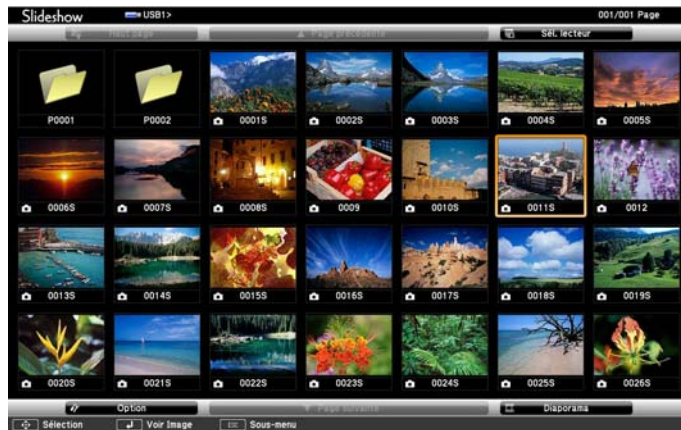 Slideshow USB1> 001/001 Page
Haut page Page précédente Sél. lecteur
P0001 P0002 0001S 0002S 0003S 0004S 0005S
0006S 0007S 0008S 0009 0010S 0011S 0012
0013S 0014S 0015S 0016S 0017S 0018S 0019S
0020S 0021S 0022S 0023S 0024S 0025S 0026S
Option Page suivante Diaporama
Sélection Voir Image Sous-menu